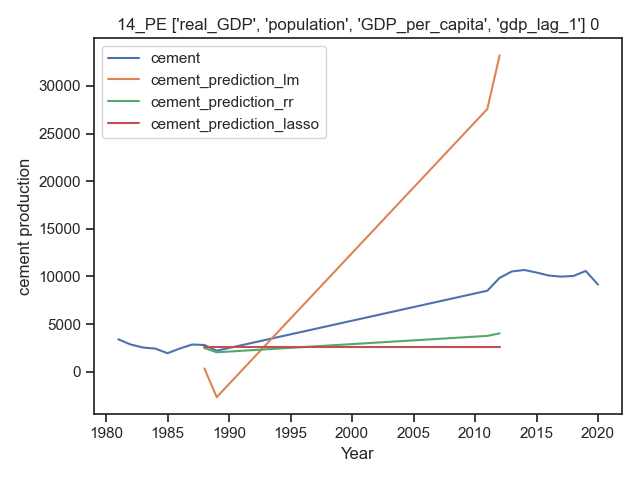 14_PE ['real_GDP', 'population', 'GDP_per_capita', 'gdp_lag_1'] 0
cement
cement_prediction_lm
cement_prediction_rr
cement_prediction_lasso
cement production
30000
25000
20000
15000
10000
5000
0
1980 1985 1990 1995 2000 2005 2010 2015 2020
Year